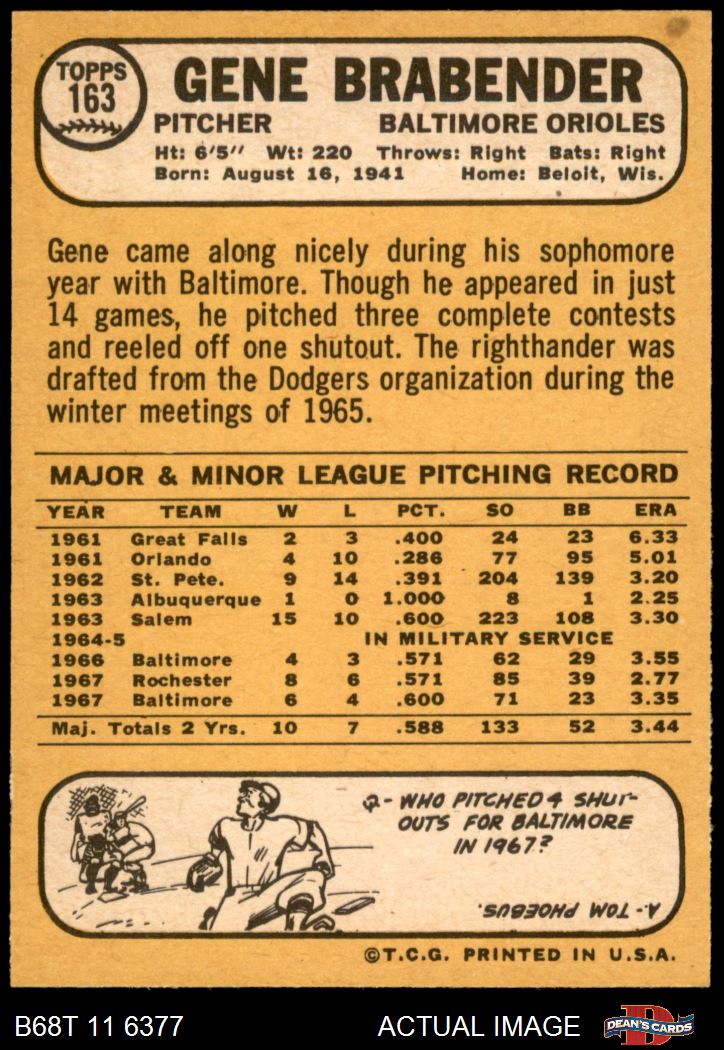 TOPPS
163
GENE BRABENDER
PITCHER BALTIMORE ORIOLES
Ht: 6'5" Wt: 220 Throws: Right Bats: Right
Born: August 16, 1941 Home: Beloit, Wis.
Gene came along nicely during his sophomore
year with Baltimore. Though he appeared in just
14 games, he pitched three complete contests
and reeled off one shutout. The righthander was
drafted from the Dodgers organization during the
winter meetings of 1965.
MAJOR & MINOR LEAGUE PITCHING RECORD
YEAR TEAM W L PCT. SO BB ERA
1961 Great Falls 2 3 .400 24 23 6.33
1961 Orlando 4 10 .286 77 95 5.01
1962 St. Pete. 9 14 .391 204 139 3.20
1963 Albuquerque 1 0 1.000 8 1 2.25
1963 Salem 15 10 .600 223 108 3.30
1964-5 IN MILITARY SERVICE
1966 Baltimore 4 3 .571 62 29 3.55
1967 Rochester 8 6 .571 85 39 2.77
1967 Baltimore 6 4 .600 71 23 3.35
Maj. Totals 2 Yrs. 10 7 .588 133 52 3.44
Q- WHO PITCHED 4 SHUT-
OUTS FOR BALTIMORE
IN 1967?
A- TOM PHOEBUS.
©T.C.G. PRINTED IN U.S.A.
B68T 11 6377 ACTUAL IMAGE
D
DEAN'S CARDS